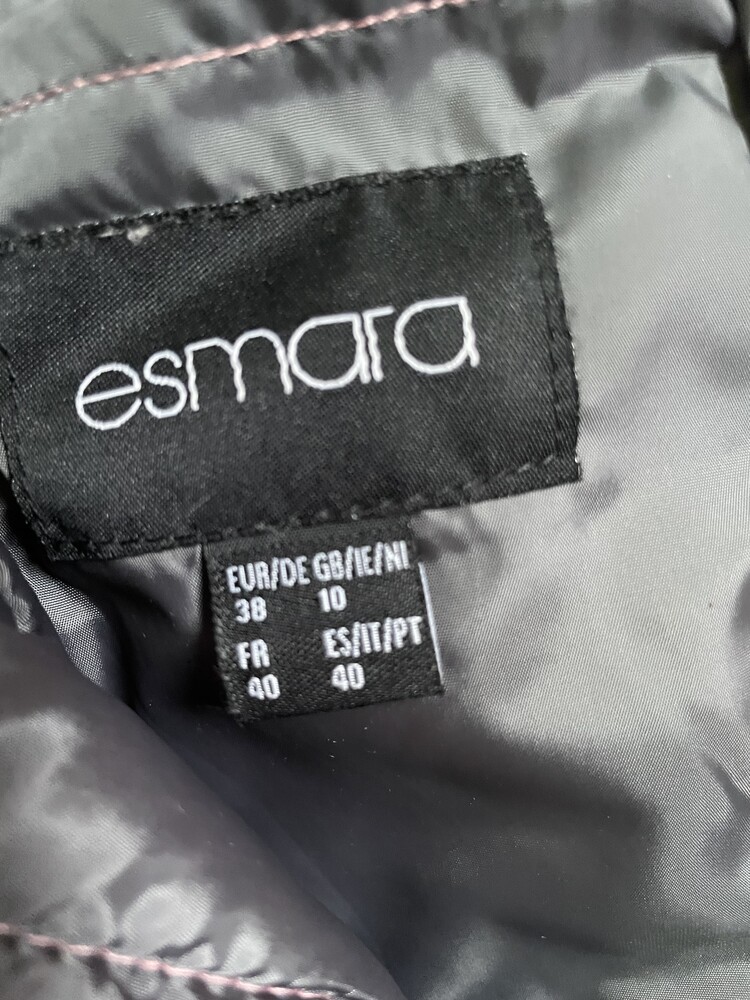 esmara
EUR/DE GB/IE/NI
38 10
FR ES/IT/PT
40 40